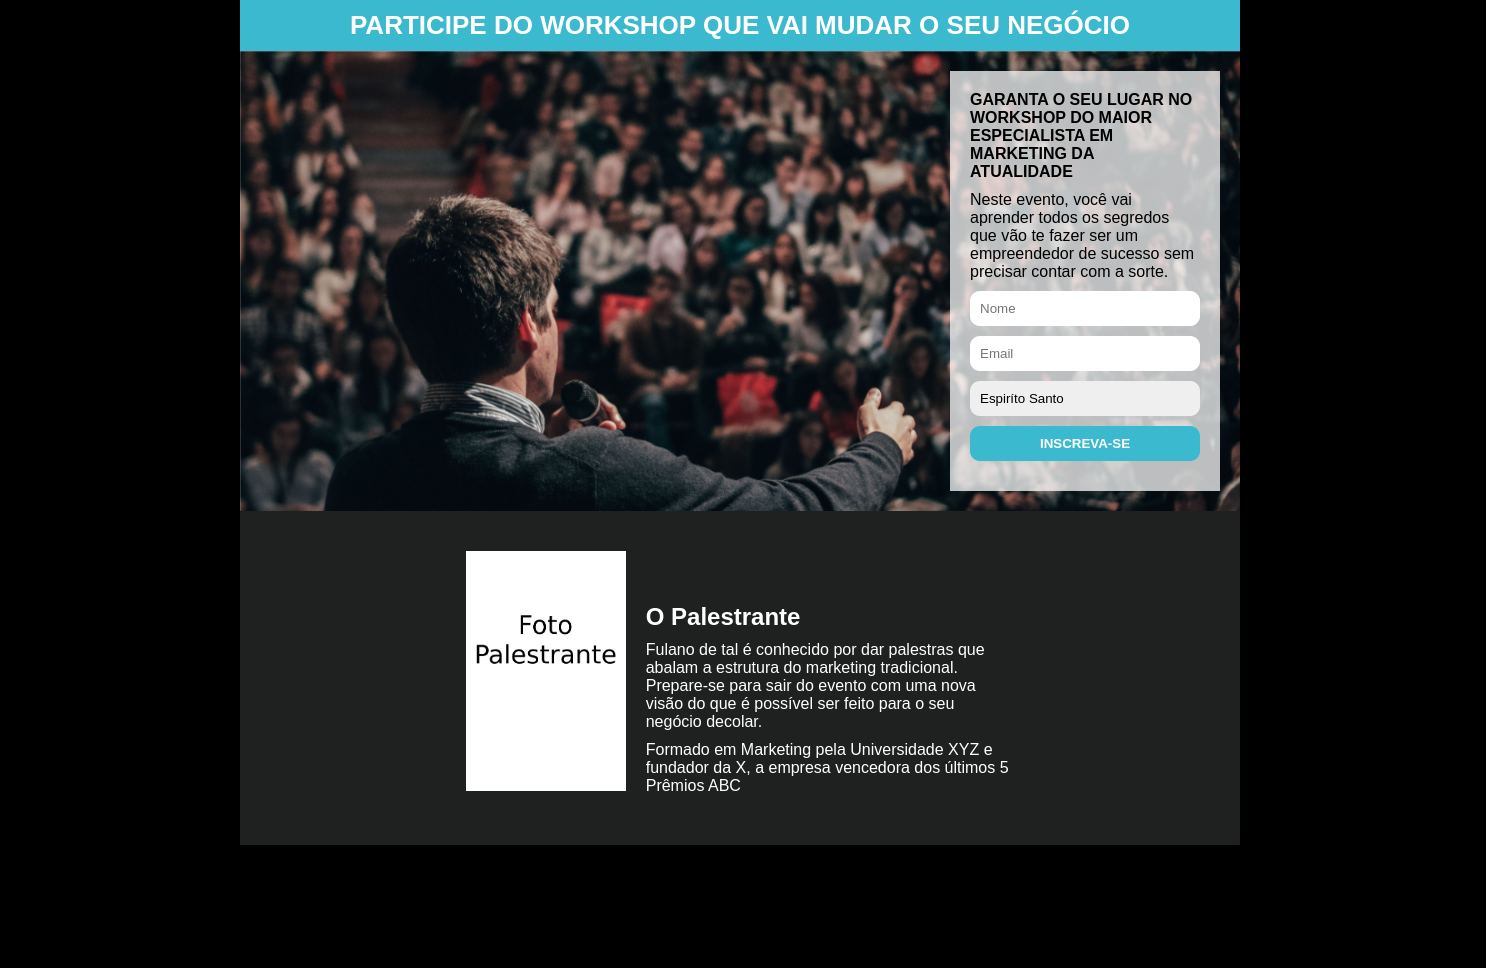 PARTICIPE DO WORKSHOP QUE VAI MUDAR O SEU NEGÓCIO
GARANTA O SEU LUGAR NO
WORKSHOP DO MAIOR
ESPECIALISTA EM
MARKETING DA
ATUALIDADE
Neste evento, você vai
aprender todos os segredos
que vão te fazer ser um
empreendedor de sucesso sem
precisar contar com a sorte.
Nome
Email
Espiríto Santo
INSCREVA-SE
Foto
Palestrante
O Palestrante
Fulano de tal é conhecido por dar palestras que
abalam a estrutura do marketing tradicional.
Prepare-se para sair do evento com uma nova
visão do que é possível ser feito para o seu
negócio decolar.
Formado em Marketing pela Universidade XYZ e
fundador da X, a empresa vencedora dos últimos 5
Prêmios ABC